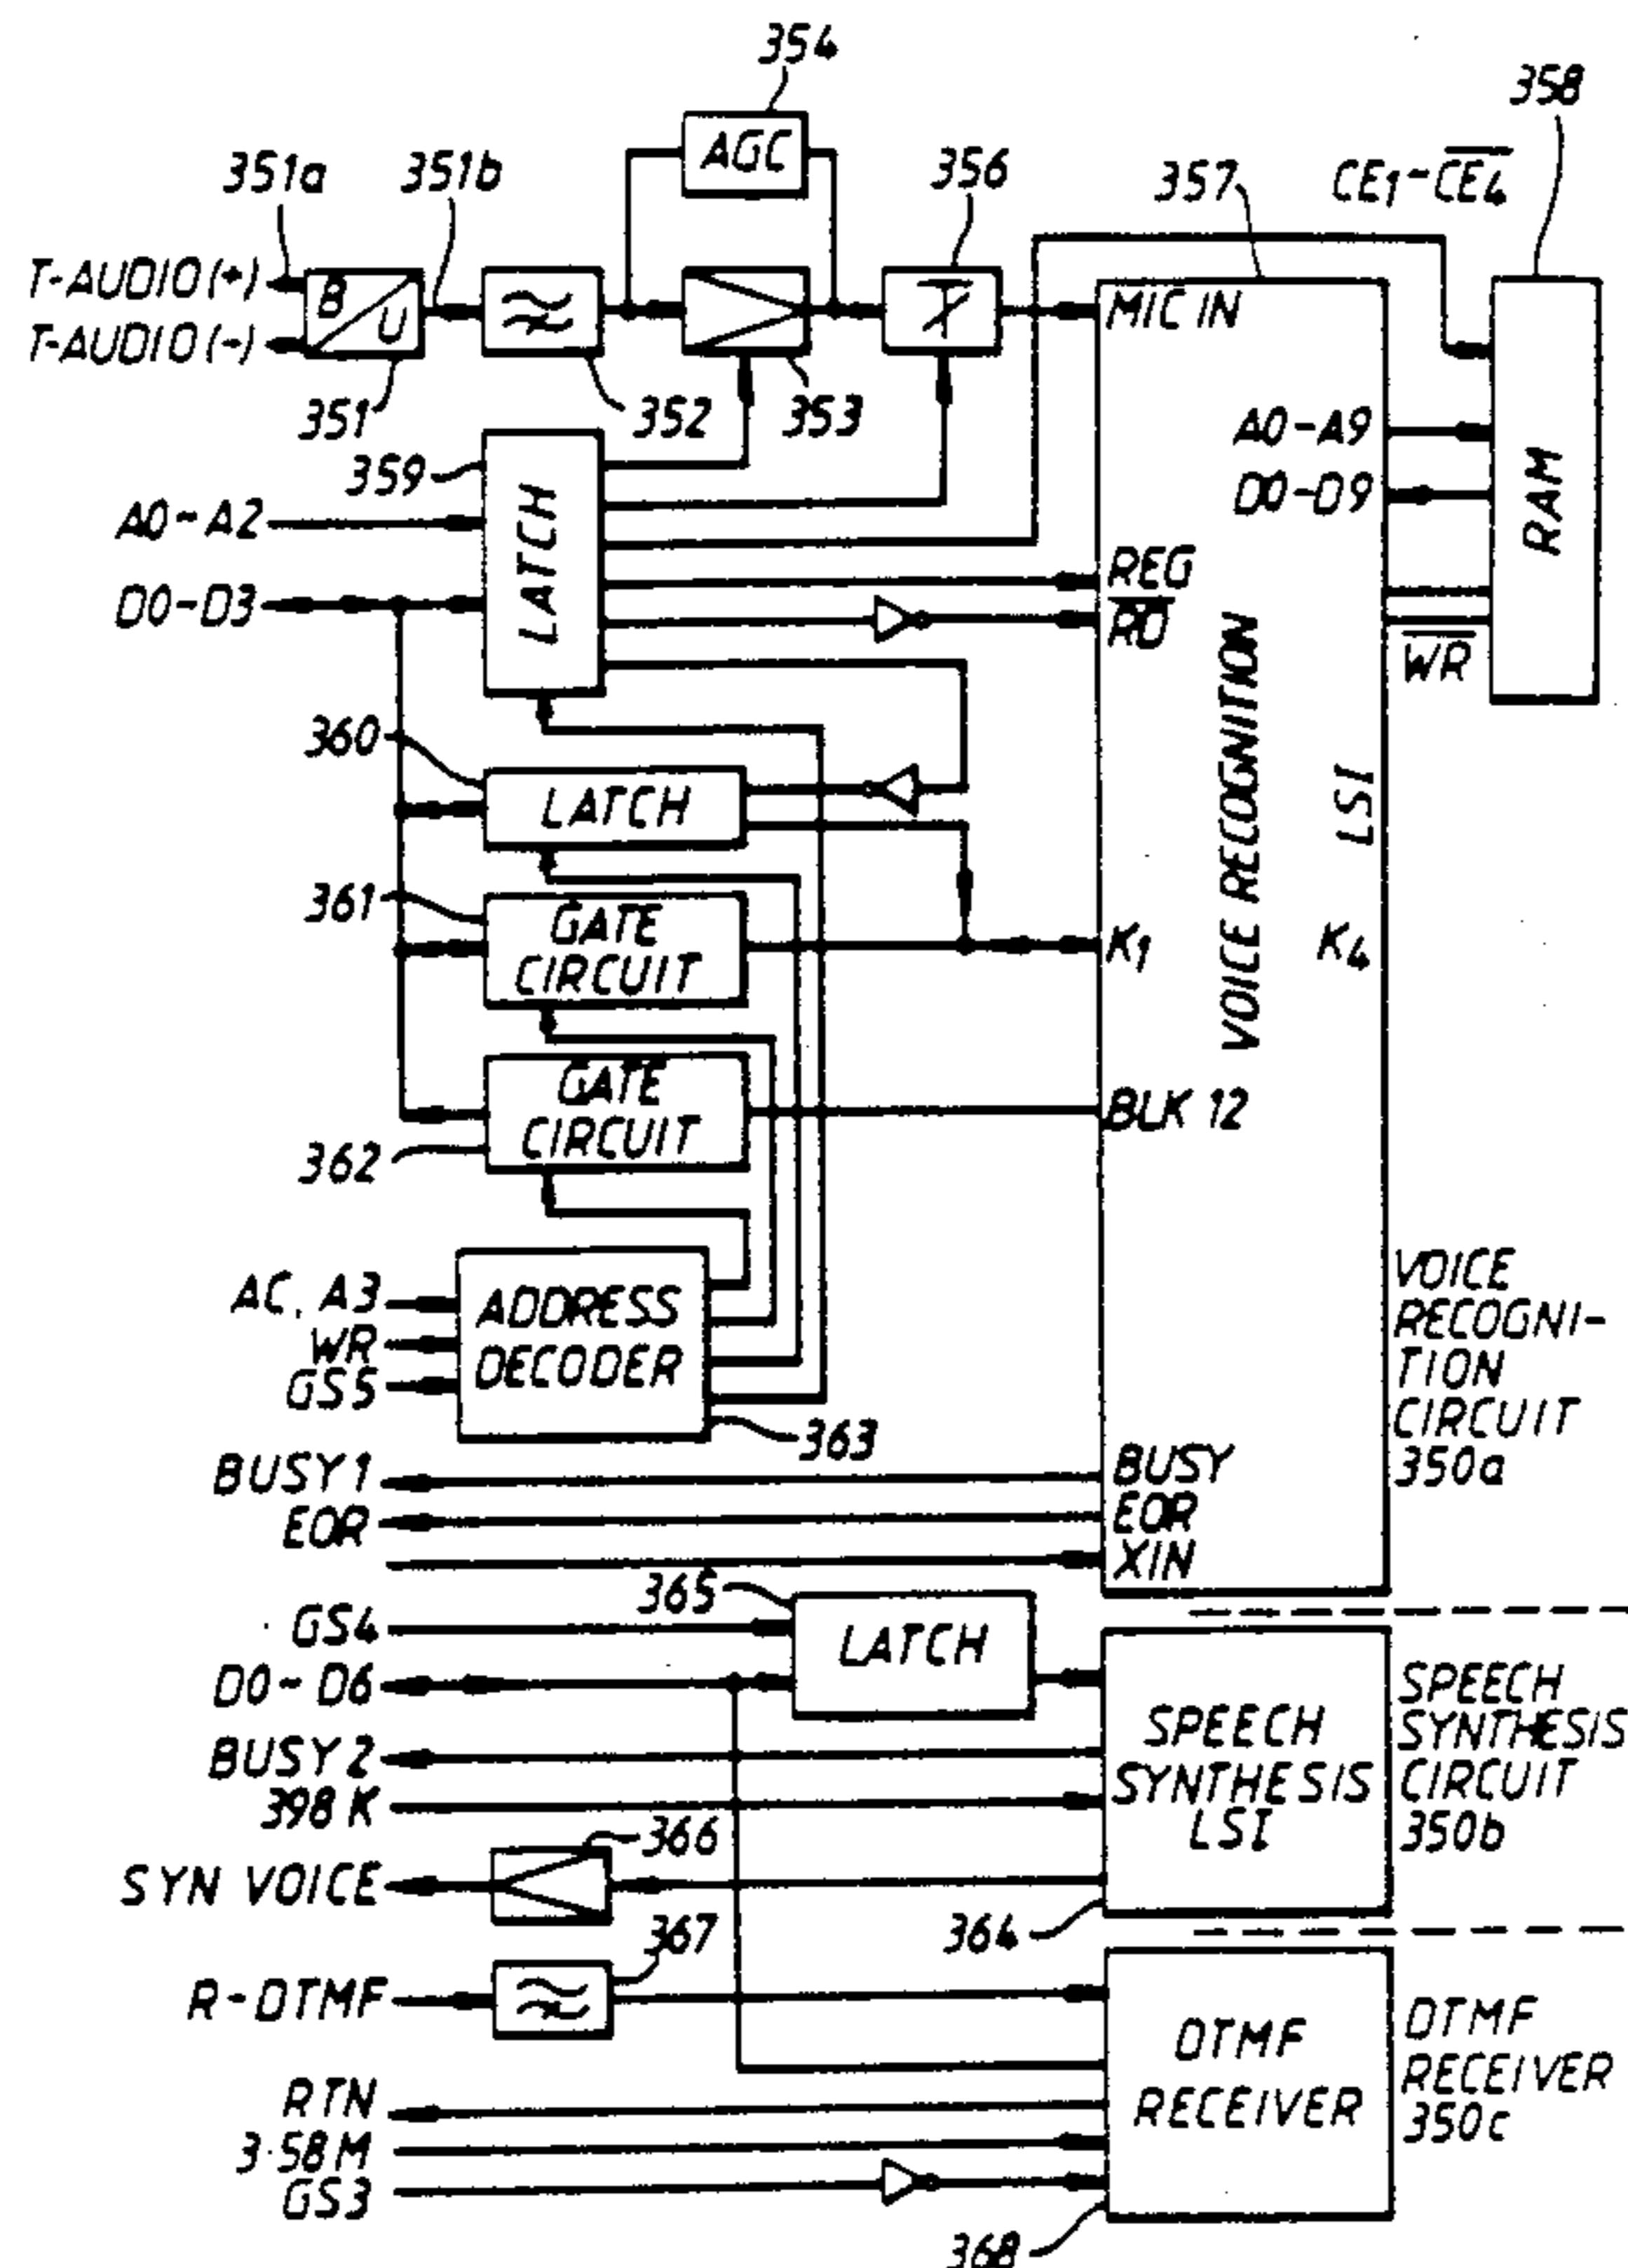 354
358
351a
351b
AGC
356
357
CE1-C̅E̅4̅
T-AUDIO(+)
T-AUDIO(-)
B/U
MIC IN
351
352
353
359
A0-A2
D0-D3
LATCH
A0-A9
D0-D9
RAM
REG
R̅D̅
W̅R̅
VOICE RECOGNITION
LSI
360
LATCH
361
GATE
CIRCUIT
K1
K4
362
GATE
CIRCUIT
BLK 12
AC, A3
WR
GS5
ADDRESS
DECODER
363
VOICE
RECOGNI-
TION
CIRCUIT
350a
BUSY1
BUSY
EOR
EOR
XIN
365
GS4
LATCH
D0-D6
BUSY2
398 K
SPEECH
SYNTHESIS
LSI
SPEECH
SYNTHESIS
CIRCUIT
350b
366
SYN VOICE
364
367
R-DTMF
DTMF
RECEIVER
DTMF
RECEIVER
350c
RTN
3·58M
GS3
368